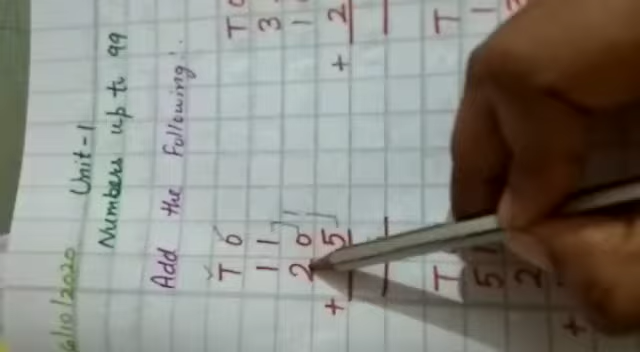 6/10/2020
Unit-1
Numbers up to 99
Add the following:
T O T O
1 1 3
2 0 1
+ 5 + 2
T T
5 1
2
+